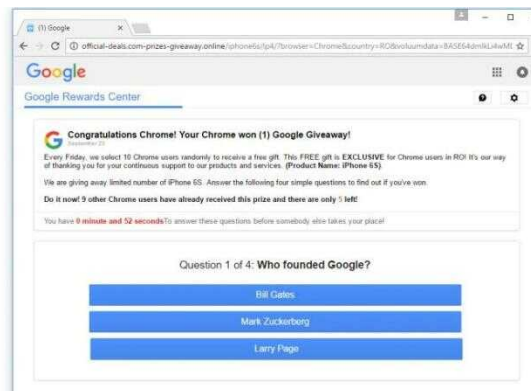 (1) Google
official-deals.com-prizes-giveaway.online/iphone6s/lp4/?browser=Chrome&country=RO&voluumdata=BASE64dmlkLi4wMI
Google
Google Rewards Center
Congratulations Chrome! Your Chrome won (1) Google Giveaway!
September 23
Every Friday, we select 10 Chrome users randomly to receive a free gift. This FREE gift is EXCLUSIVE for Chrome users in RO! It's our way
of thanking you for your continuous support to our products and services. (Product Name: iPhone 6S).
We are giving away limited number of iPhone 6S. Answer the following four simple questions to find out if you've won.
Do it now! 9 other Chrome users have already received this prize and there are only 5 left!
You have 0 minute and 52 secondsTo answer these questions before somebody else takes your place!
Question 1 of 4: Who founded Google?
Bill Gates
Mark Zuckerberg
Larry Page